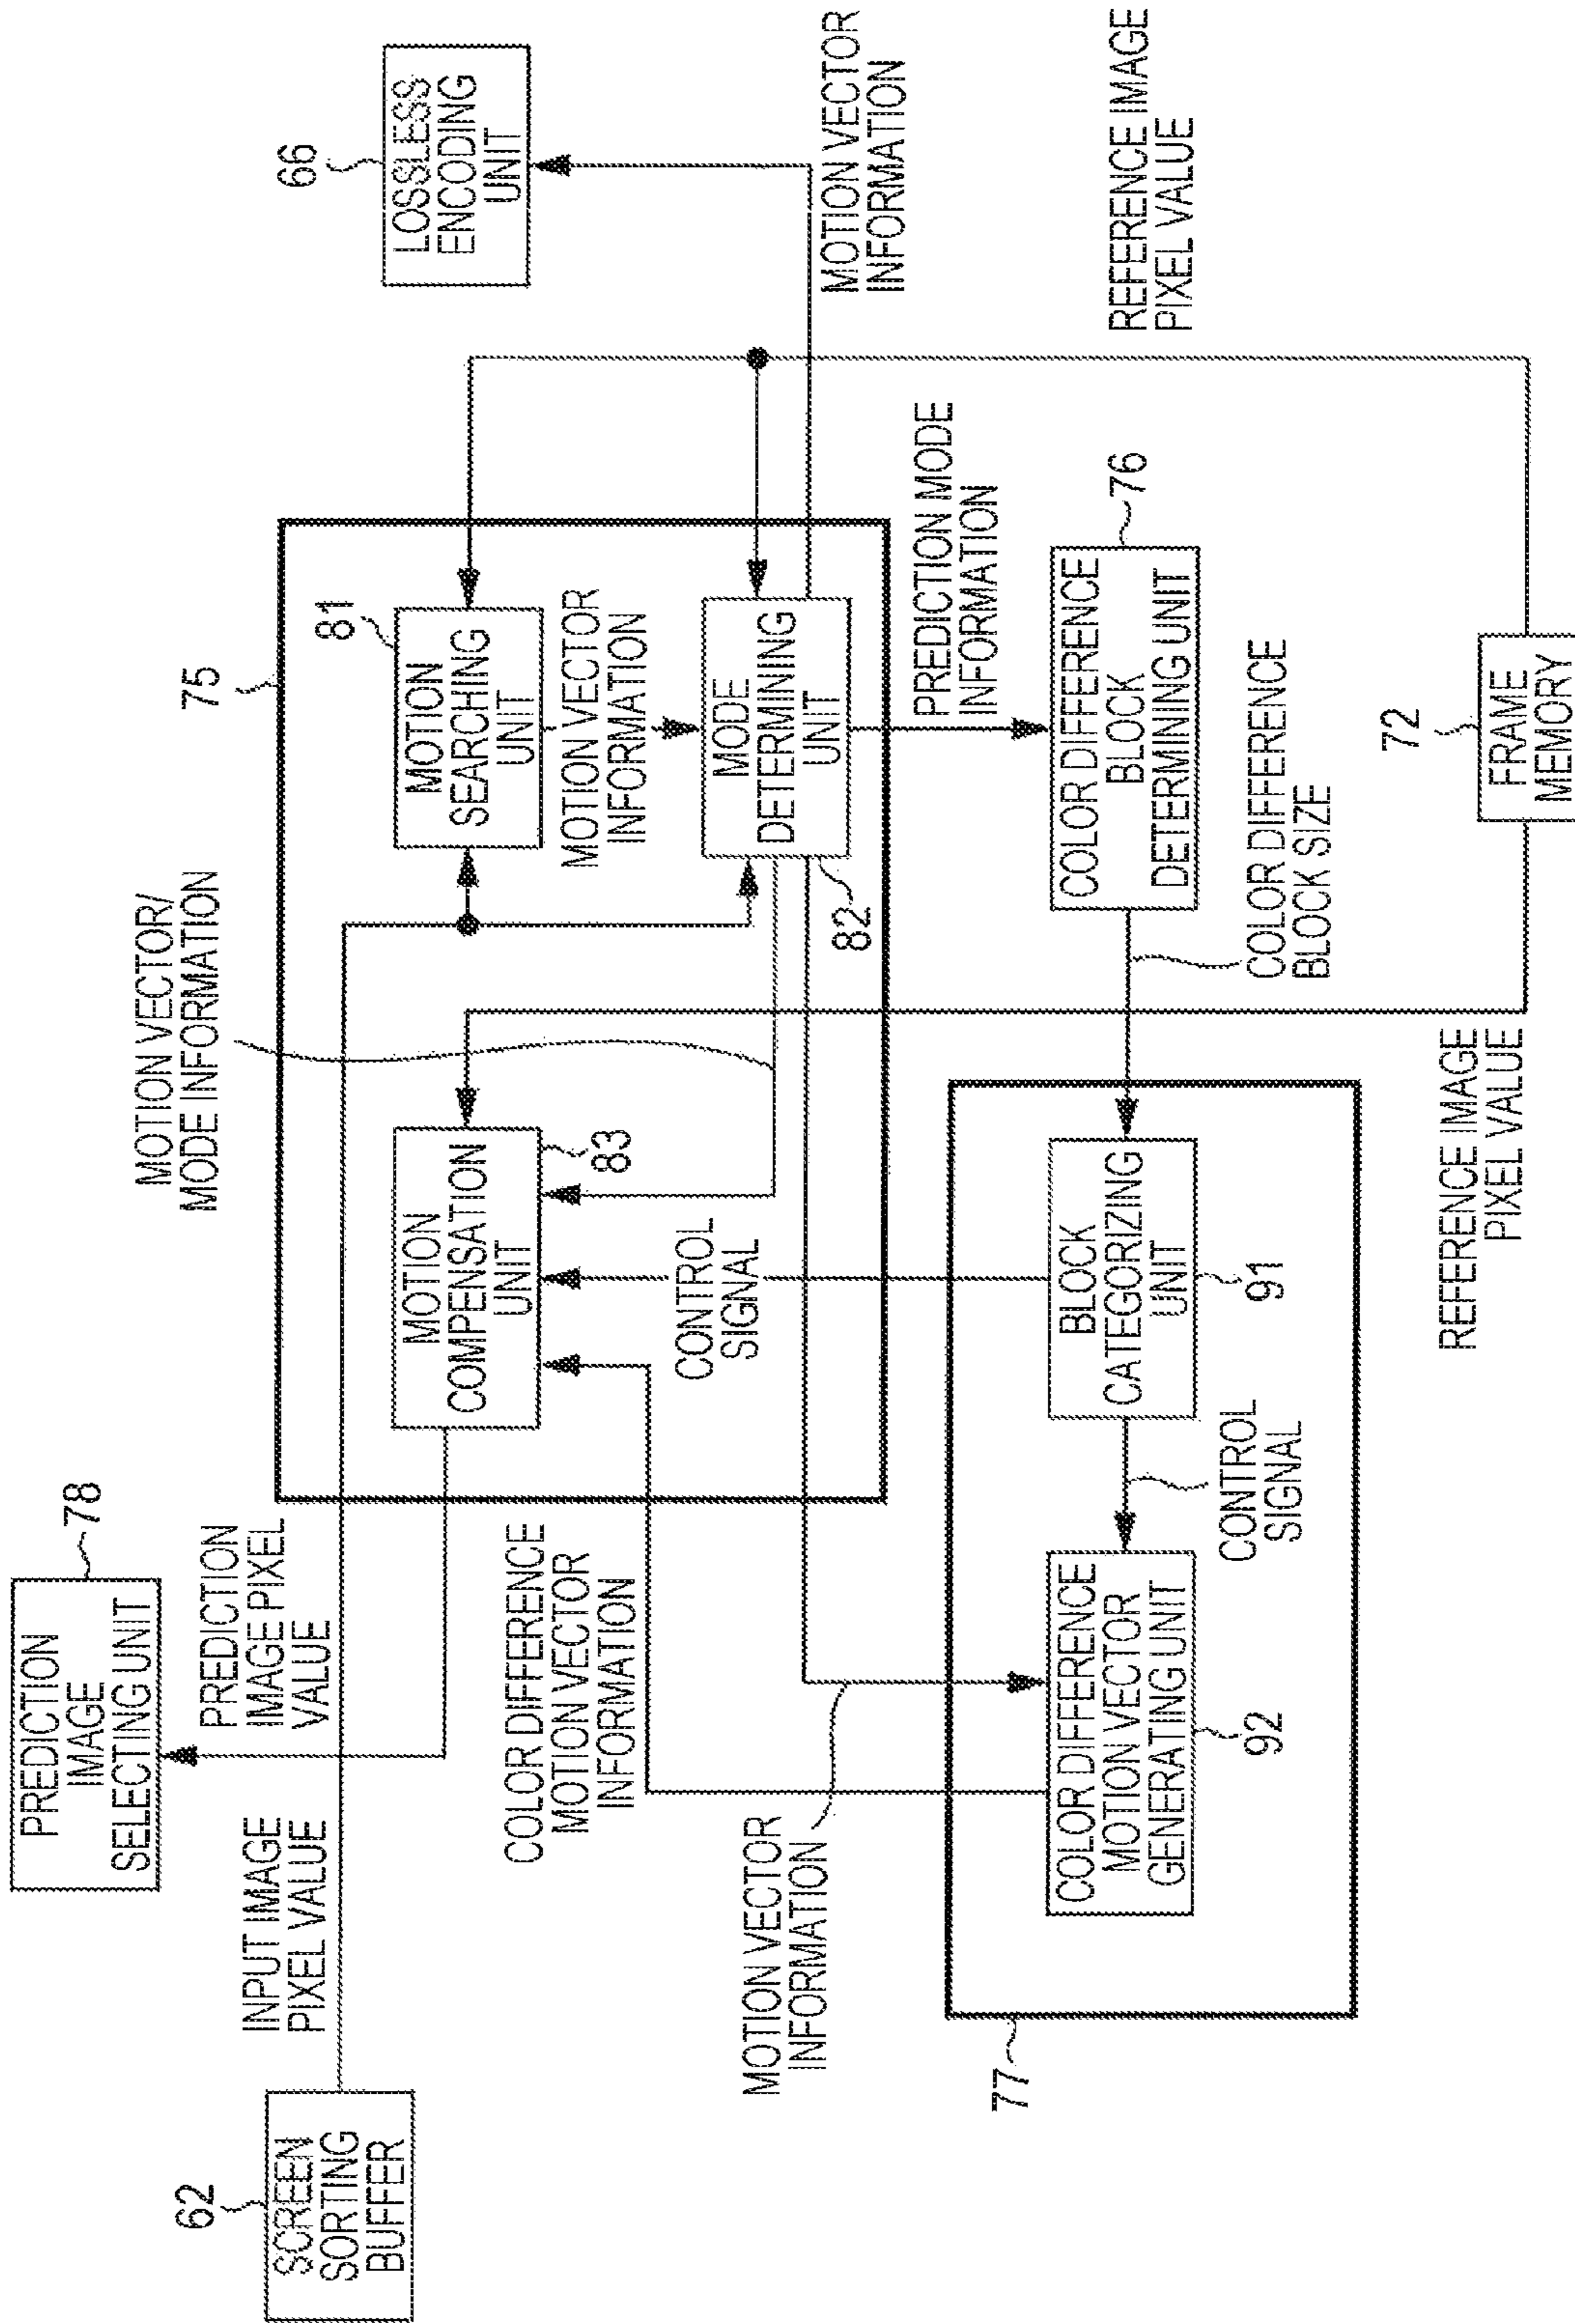 62
SCREEN
SORTING
BUFFER
INPUT IMAGE
PIXEL VALUE
78
PREDICTION
IMAGE
SELECTING UNIT
PREDICTION
IMAGE PIXEL
VALUE
MOTION VECTOR/
MODE INFORMATION
75
66
LOSSLESS
ENCODING
UNIT
83
MOTION
COMPENSATION
UNIT
81
MOTION
SEARCHING
UNIT
MOTION VECTOR
INFORMATION
MODE
DETERMINING
UNIT
82
CONTROL
SIGNAL
MOTION VECTOR
INFORMATION
COLOR DIFFERENCE
MOTION VECTOR
INFORMATION
MOTION VECTOR
INFORMATION
PREDICTION MODE
INFORMATION
REFERENCE IMAGE
PIXEL VALUE
77
COLOR DIFFERENCE
MOTION VECTOR
GENERATING UNIT
92
CONTROL
SIGNAL
BLOCK
CATEGORIZING
UNIT
91
76
COLOR DIFFERENCE
BLOCK
DETERMINING UNIT
COLOR DIFFERENCE
BLOCK SIZE
REFERENCE IMAGE
PIXEL VALUE
72
FRAME
MEMORY